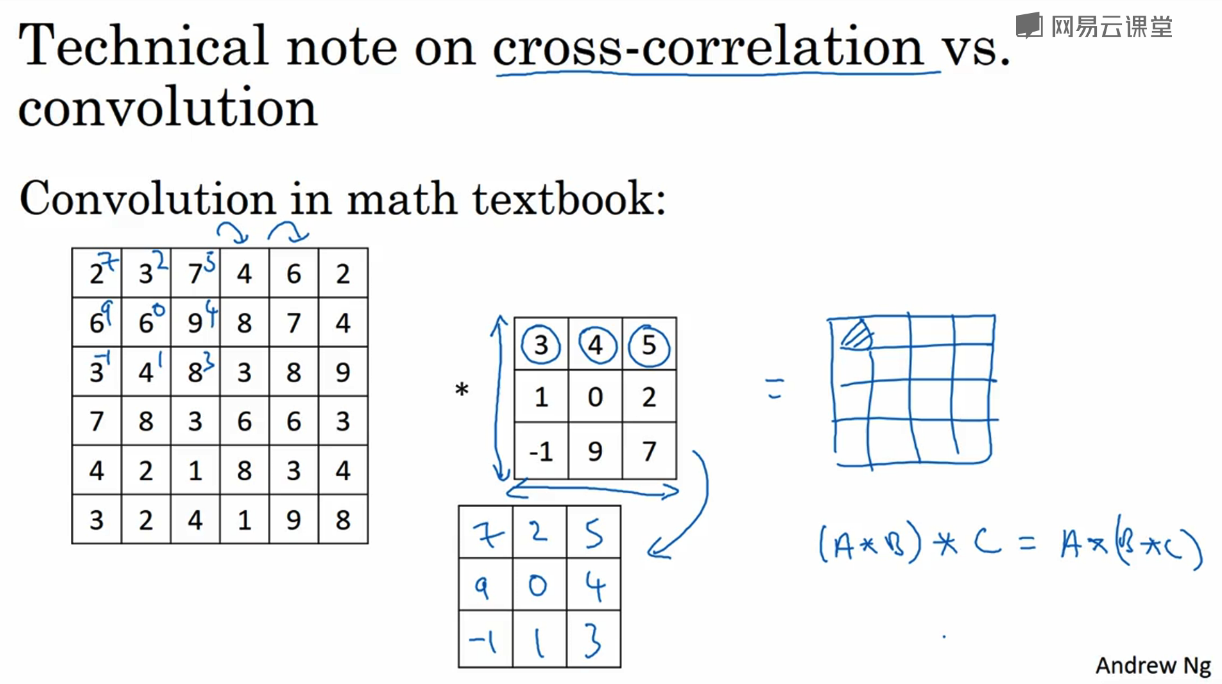 网易云课堂
Technical note on cross-correlation vs.
convolution
Convolution in math textbook:
2 7 3 2 7 5 4 6 2
6 9 6 0 9 4 8 7 4
3 -1 4 1 8 3 3 8 9
7 8 3 6 6 3
4 2 1 8 3 4
3 2 4 1 9 8
*
3 4 5
1 0 2
-1 9 7
=
7 2 5
9 0 4
-1 1 3
(A*B)*C = A*(B*C)
Andrew Ng